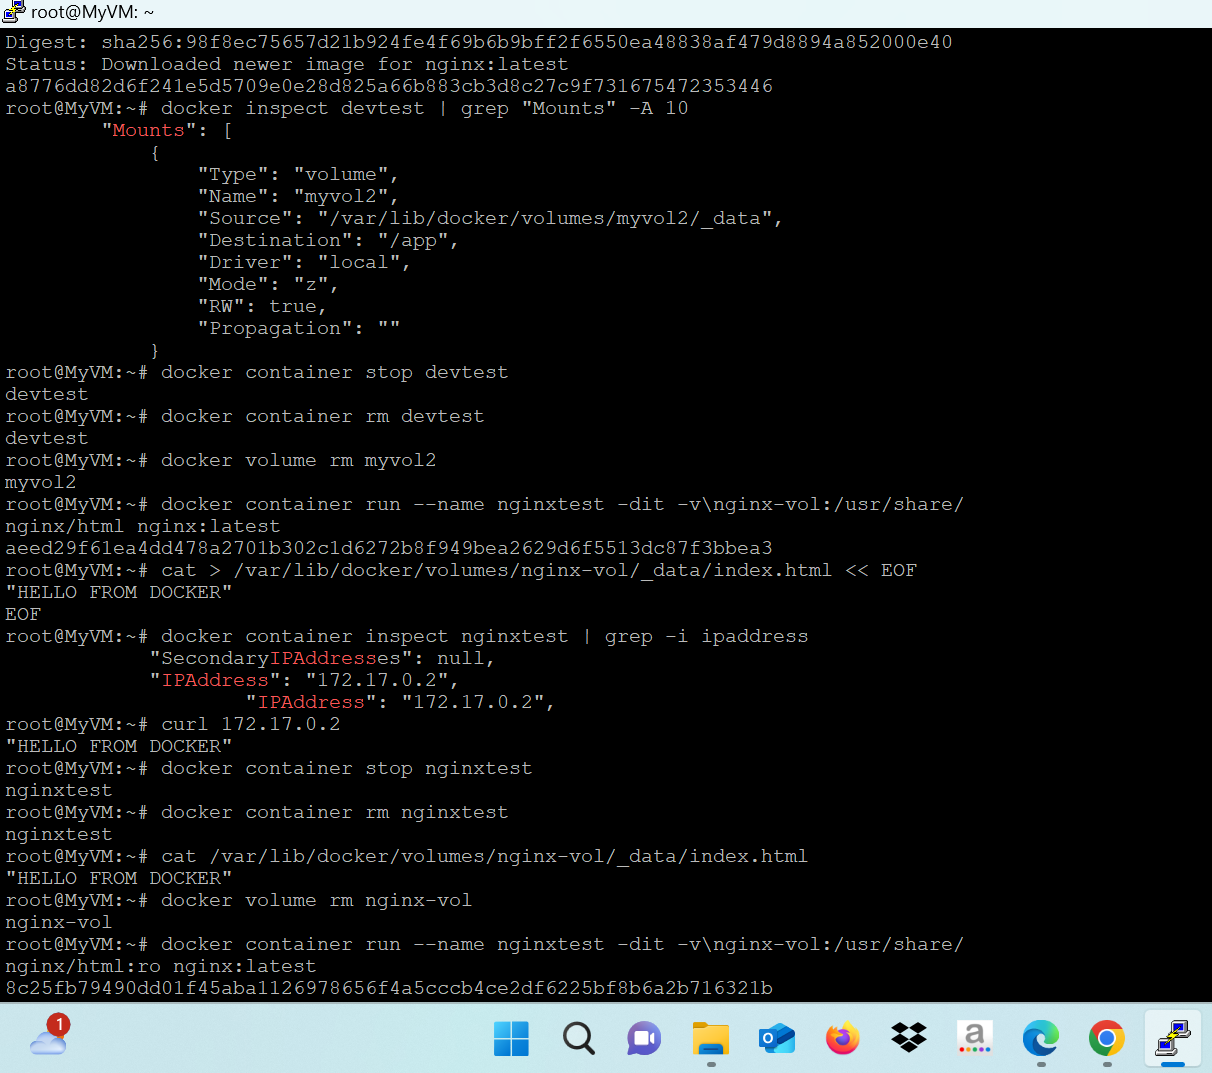 root@MyVM: ~
Digest: sha256:98f8ec75657d21b924fe4f69b6b9bff2f6550ea48838af479d8894a852000e40
Status: Downloaded newer image for nginx:latest
a8776dd82d6f241e5d5709e0e28d825a66b883cb3d8c27c9f731675472353446
root@MyVM:~# docker inspect devtest | grep "Mounts" -A 10
        "Mounts": [
            {
                "Type": "volume",
                "Name": "myvol2",
                "Source": "/var/lib/docker/volumes/myvol2/_data",
                "Destination": "/app",
                "Driver": "local",
                "Mode": "z",
                "RW": true,
                "Propagation": ""
            }
root@MyVM:~# docker container stop devtest
devtest
root@MyVM:~# docker container rm devtest
devtest
root@MyVM:~# docker volume rm myvol2
myvol2
root@MyVM:~# docker container run --name nginxtest -dit -v\nginx-vol:/usr/share/
nginx/html nginx:latest
aeed29f61ea4dd478a2701b302c1d6272b8f949bea2629d6f5513dc87f3bbea3
root@MyVM:~# cat > /var/lib/docker/volumes/nginx-vol/_data/index.html << EOF
"HELLO FROM DOCKER"
EOF
root@MyVM:~# docker container inspect nginxtest | grep -i ipaddress
            "SecondaryIPAddresses": null,
            "IPAddress": "172.17.0.2",
                    "IPAddress": "172.17.0.2",
root@MyVM:~# curl 172.17.0.2
"HELLO FROM DOCKER"
root@MyVM:~# docker container stop nginxtest
nginxtest
root@MyVM:~# docker container rm nginxtest
nginxtest
root@MyVM:~# cat /var/lib/docker/volumes/nginx-vol/_data/index.html
"HELLO FROM DOCKER"
root@MyVM:~# docker volume rm nginx-vol
nginx-vol
root@MyVM:~# docker container run --name nginxtest -dit -v\nginx-vol:/usr/share/
nginx/html:ro nginx:latest
8c25fb79490dd01f45aba1126978656f4a5cccb4ce2df6225bf8b6a2b716321b
1
a